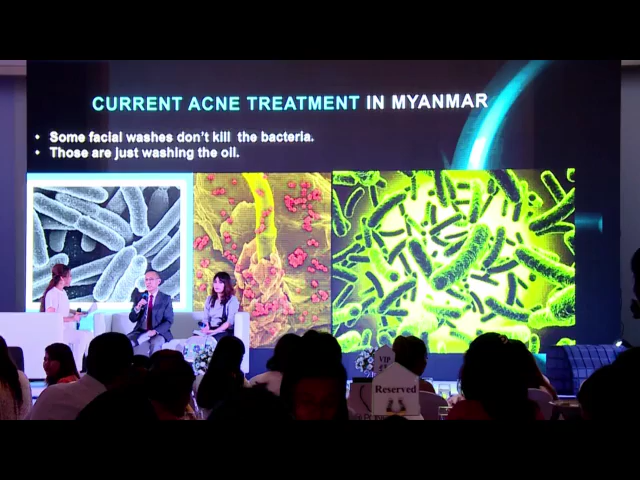 CURRENT ACNE TREATMENT IN MYANMAR
• Some facial washes don't kill the bacteria.
• Those are just washing the oil.
VIP
Reserved